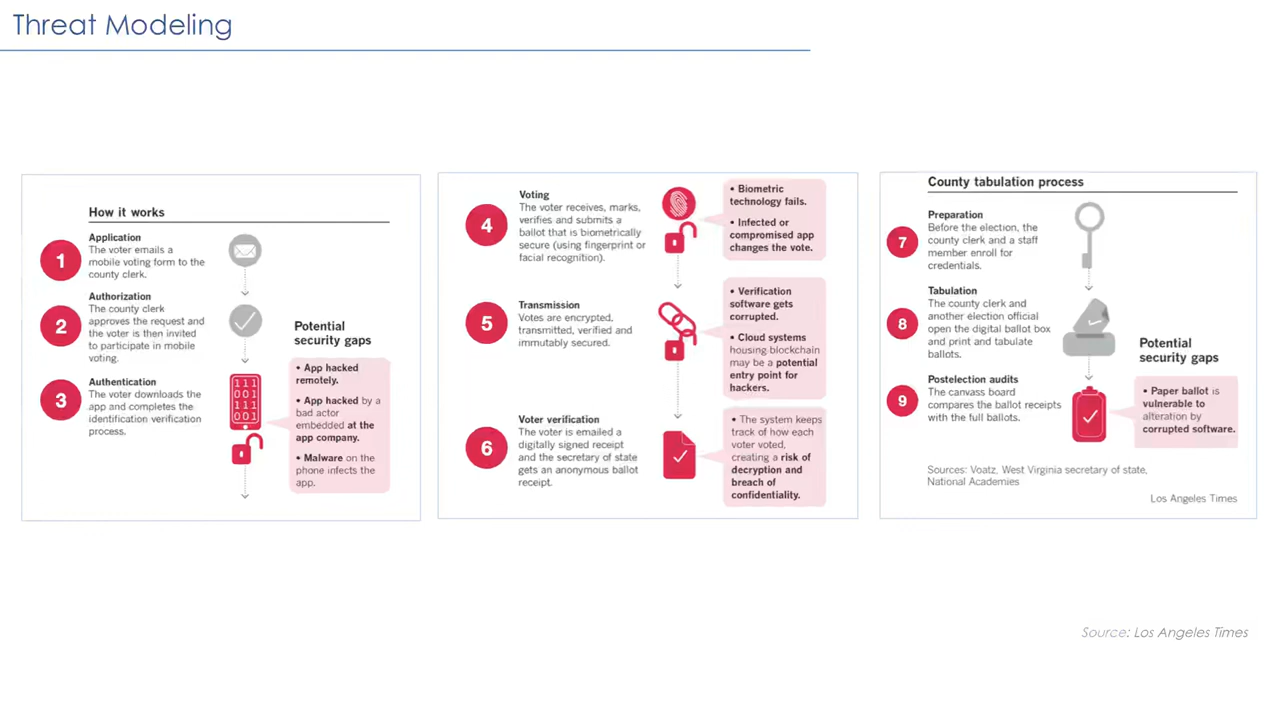 Threat Modeling
How it works
1
Application
The voter emails a
mobile voting form to the
county clerk.
2
Authorization
The county clerk
approves the request and
the voter is then invited
to participate in mobile
voting.
3
Authentication
The voter downloads the
app and completes the
identification verification
process.
111
001
111
001
Potential
security gaps
• App hacked
remotely.
• App hacked by a
bad actor
embedded at the
app company.
• Malware on the
phone infects the
app.
4
Voting
The voter receives, marks,
verifies and submits a
ballot that is biometrically
secure (using fingerprint or
facial recognition).
• Biometric
technology fails.
• Infected or
compromised app
changes the vote.
5
Transmission
Votes are encrypted,
transmitted, verified and
immutably secured.
• Verification
software gets
corrupted.
• Cloud systems
housing blockchain
may be a potential
entry point for
hackers.
6
Voter verification
The voter is emailed a
digitally signed receipt
and the secretary of state
gets an anonymous ballot
receipt.
• The system keeps
track of how each
voter voted,
creating a risk of
decryption and
breach of
confidentiality.
County tabulation process
7
Preparation
Before the election, the
county clerk and a staff
member enroll for
credentials.
8
Tabulation
The county clerk and
another election official
open the digital ballot box
and print and tabulate
ballots.
9
Postelection audits
The canvass board
compares the ballot receipts
with the full ballots.
Potential
security gaps
• Paper ballot is
vulnerable to
alteration by
corrupted software.
Sources: Voatz, West Virginia secretary of state,
National Academies
Los Angeles Times
Source: Los Angeles Times